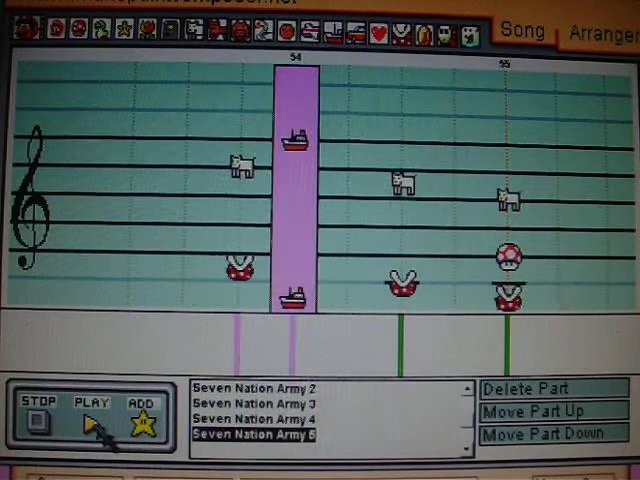 Song
Arranger
54
55
STOP
PLAY
ADD
Seven Nation Army 2
Seven Nation Army 3
Seven Nation Army 4
Seven Nation Army 5
Delete Part
Move Part Up
Move Part Down